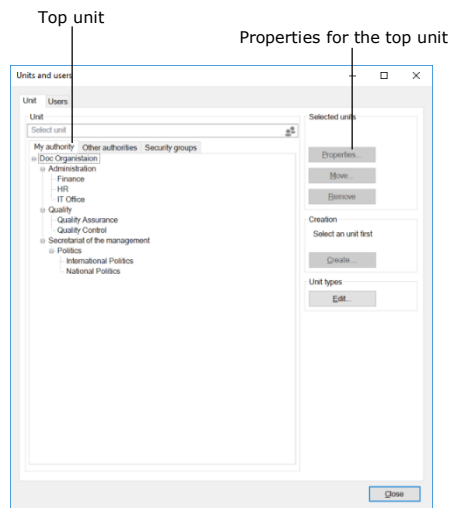 Top unit
Properties for the top unit
Units and users
Unit Users
Unit
Select unit
My authority Other authorities Security groups
Doc Organistaion
Administration
Finance
HR
IT Office
Quality
Quality Assurance
Quality Control
Secretariat of the management
Politics
International Politics
National Politics
Selected units
Properties...
Move...
Remove
Creation
Select an unit first
Create...
Unit types
Edit...
Close